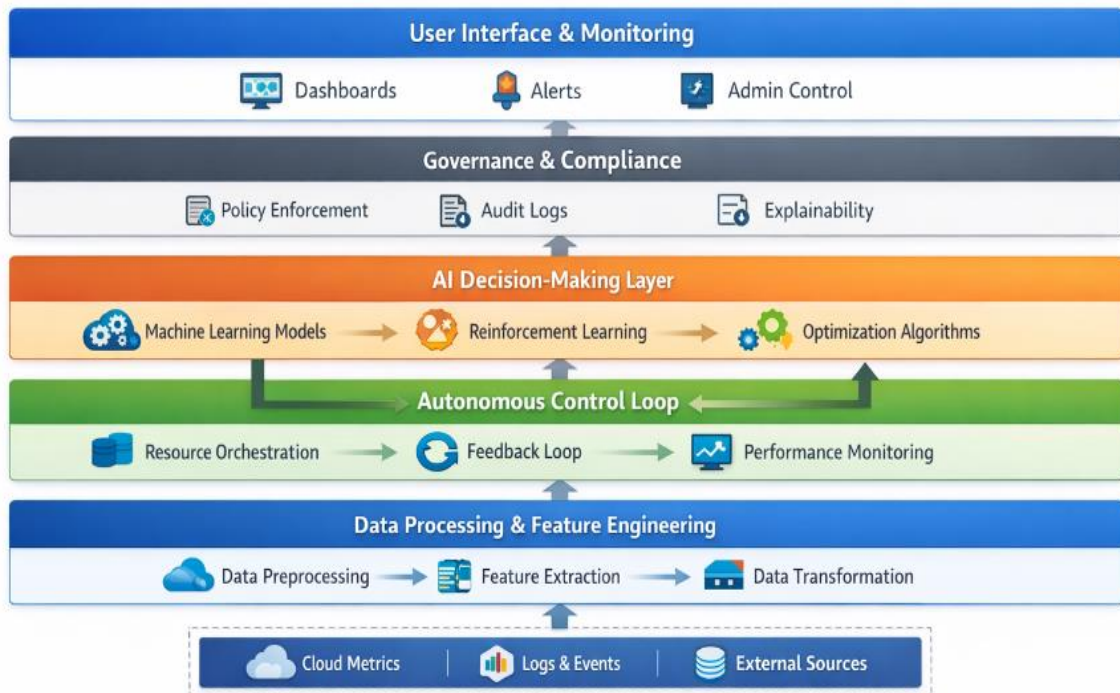 User Interface & Monitoring
Dashboards Alerts Admin Control
Governance & Compliance
Policy Enforcement Audit Logs Explainability
AI Decision-Making Layer
Machine Learning Models Reinforcement Learning Optimization Algorithms
Autonomous Control Loop
Resource Orchestration Feedback Loop Performance Monitoring
Data Processing & Feature Engineering
Data Preprocessing Feature Extraction Data Transformation
Cloud Metrics Logs & Events External Sources